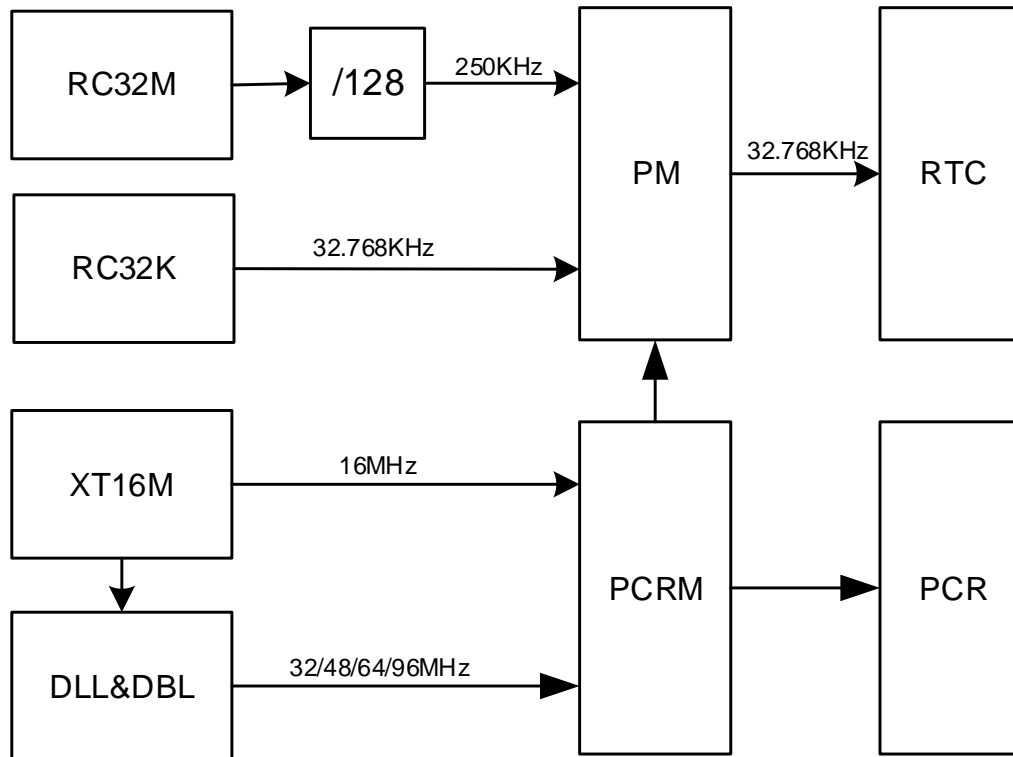 RC32M
/128
250KHz
PM
32.768KHz
RTC
RC32K
32.768KHz
XT16M
16MHz
PCRM
PCR
DLL&DBL
32/48/64/96MHz